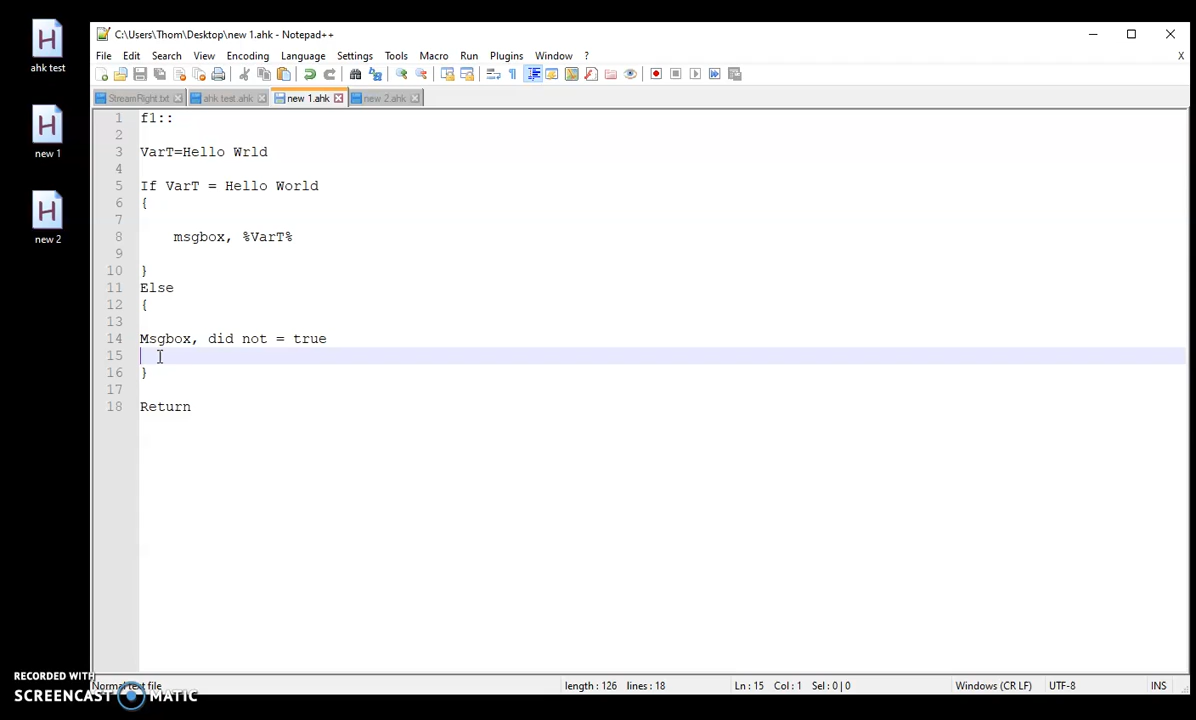 ahk test
new 1
new 2
C:\Users\Thom\Desktop\new 1.ahk - Notepad++
File Edit Search View Encoding Language Settings Tools Macro Run Plugins Window ? X
StreamRight.txt ahk test.ahk new 1.ahk new 2.ahk
1 f1::
2
3 VarT=Hello Wrld
4
5 If VarT = Hello World
6 {
7
8 msgbox, %VarT%
9
10 }
11 Else
12 {
13
14 Msgbox, did not = true
15
16 }
17
18 Return
Normal text file length : 126 lines : 18 Ln : 15 Col : 1 Sel : 0 | 0 Windows (CR LF) UTF-8 INS
RECORDED WITH
SCREENCAST MATIC